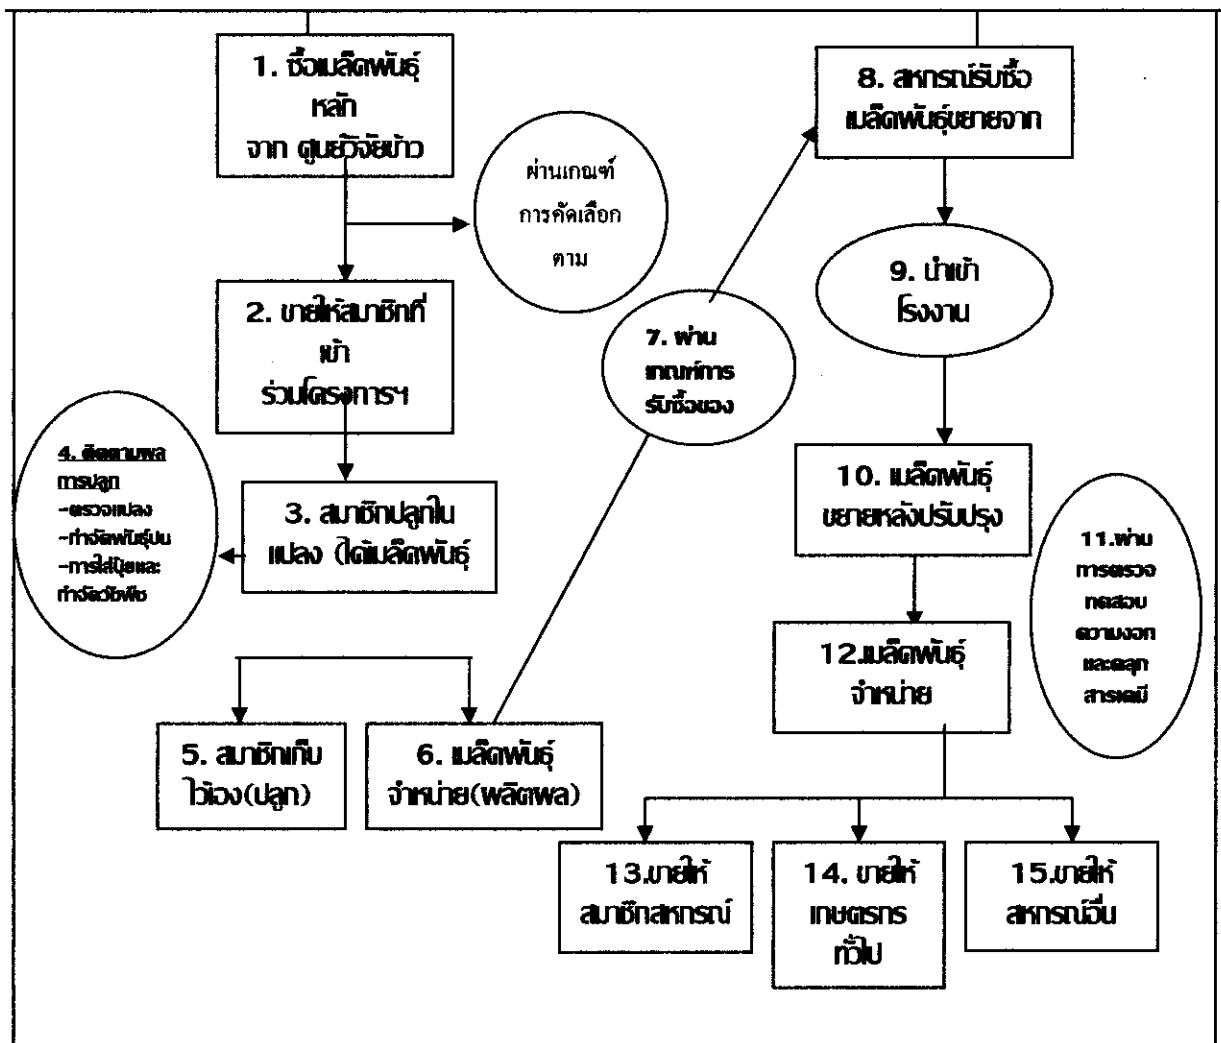 1. ซื้อเมล็ดพันธุ์
หลัก
จาก ศูนย์วิจัยข้าว
ผ่านเกณฑ์
การคัดเลือก
ตาม
2. ขายให้สมาชิกที่
เข้า
ร่วมโครงการฯ
3. สมาชิกปลูกใน
แปลง (ได้เมล็ดพันธุ์
4. ติดตามผล
การปลูก
-ตรวจแปลง
-กำจัดพันธุ์ปน
-การใส่ปุ๋ยและ
กำจัดวัชพืช
5. สมาชิกเก็บ
ไว้เอง(ปลูก)
6. เมล็ดพันธุ์
จำหน่าย(ผลิตผล)
7. ผ่าน
เกณฑ์การ
รับซื้อของ
8. สหกรณ์รับซื้อ
เมล็ดพันธุ์ขยายจาก
9. นำเข้า
โรงงาน
10. เมล็ดพันธุ์
ขยายหลังปรับปรุง
11.ผ่าน
การตรวจ
ทดสอบ
ความงอก
และคลุก
สารเคมี
12.เมล็ดพันธุ์
จำหน่าย
13.ขายให้
สมาชิกสหกรณ์
14. ขายให้
เกษตรกร
ทั่วไป
15.ขายให้
สหกรณ์อื่น